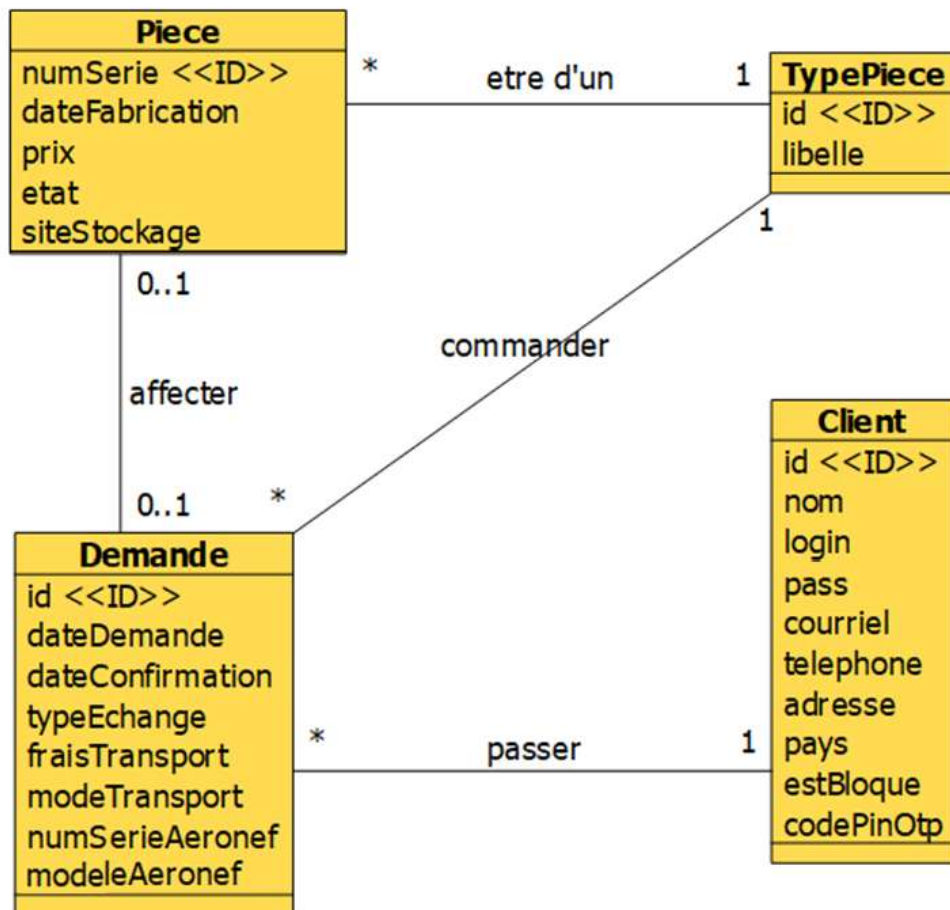 Piece
numSerie <<ID>>
dateFabrication
prix
etat
siteStockage
*
etre d'un
1
TypePiece
id <<ID>>
libelle
1
0..1
commander
affecter
0..1
*
Demande
id <<ID>>
dateDemande
dateConfirmation
typeEchange
fraisTransport
modeTransport
numSerieAeronef
modeleAeronef
*
passer
1
Client
id <<ID>>
nom
login
pass
courriel
telephone
adresse
pays
estBloque
codePinOtp